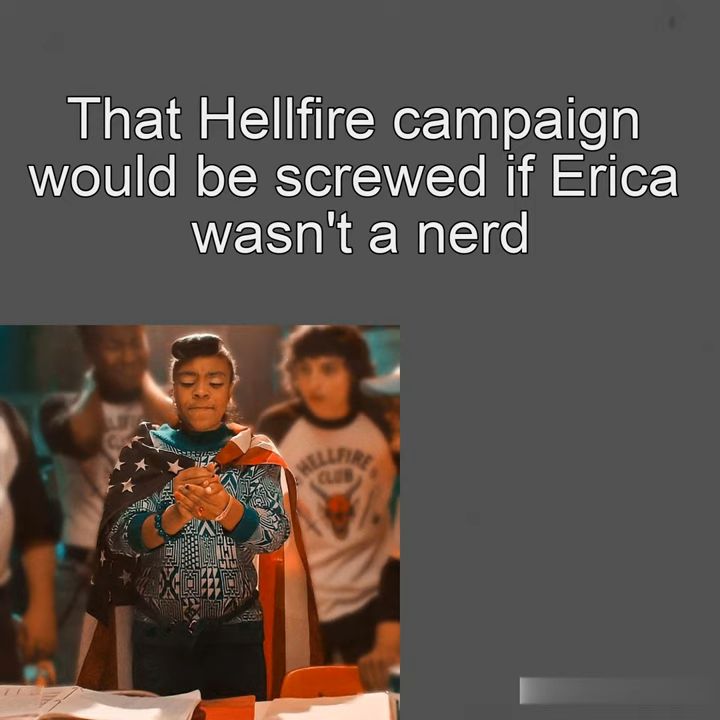 That Hellfire campaign
would be screwed if Erica
wasn't a nerd
HELLFIRE
CLUB